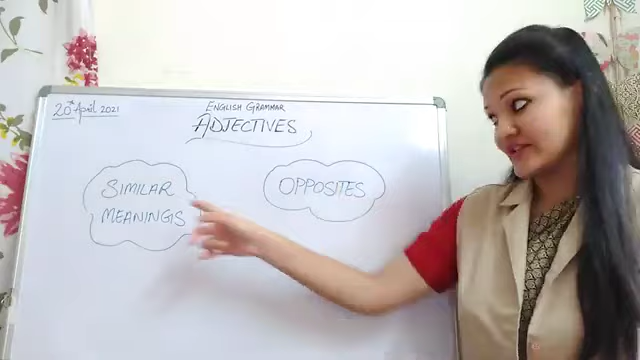 20th April 2021
ENGLISH GRAMMAR
ADJECTIVES
SIMILAR
MEANINGS
OPPOSITES